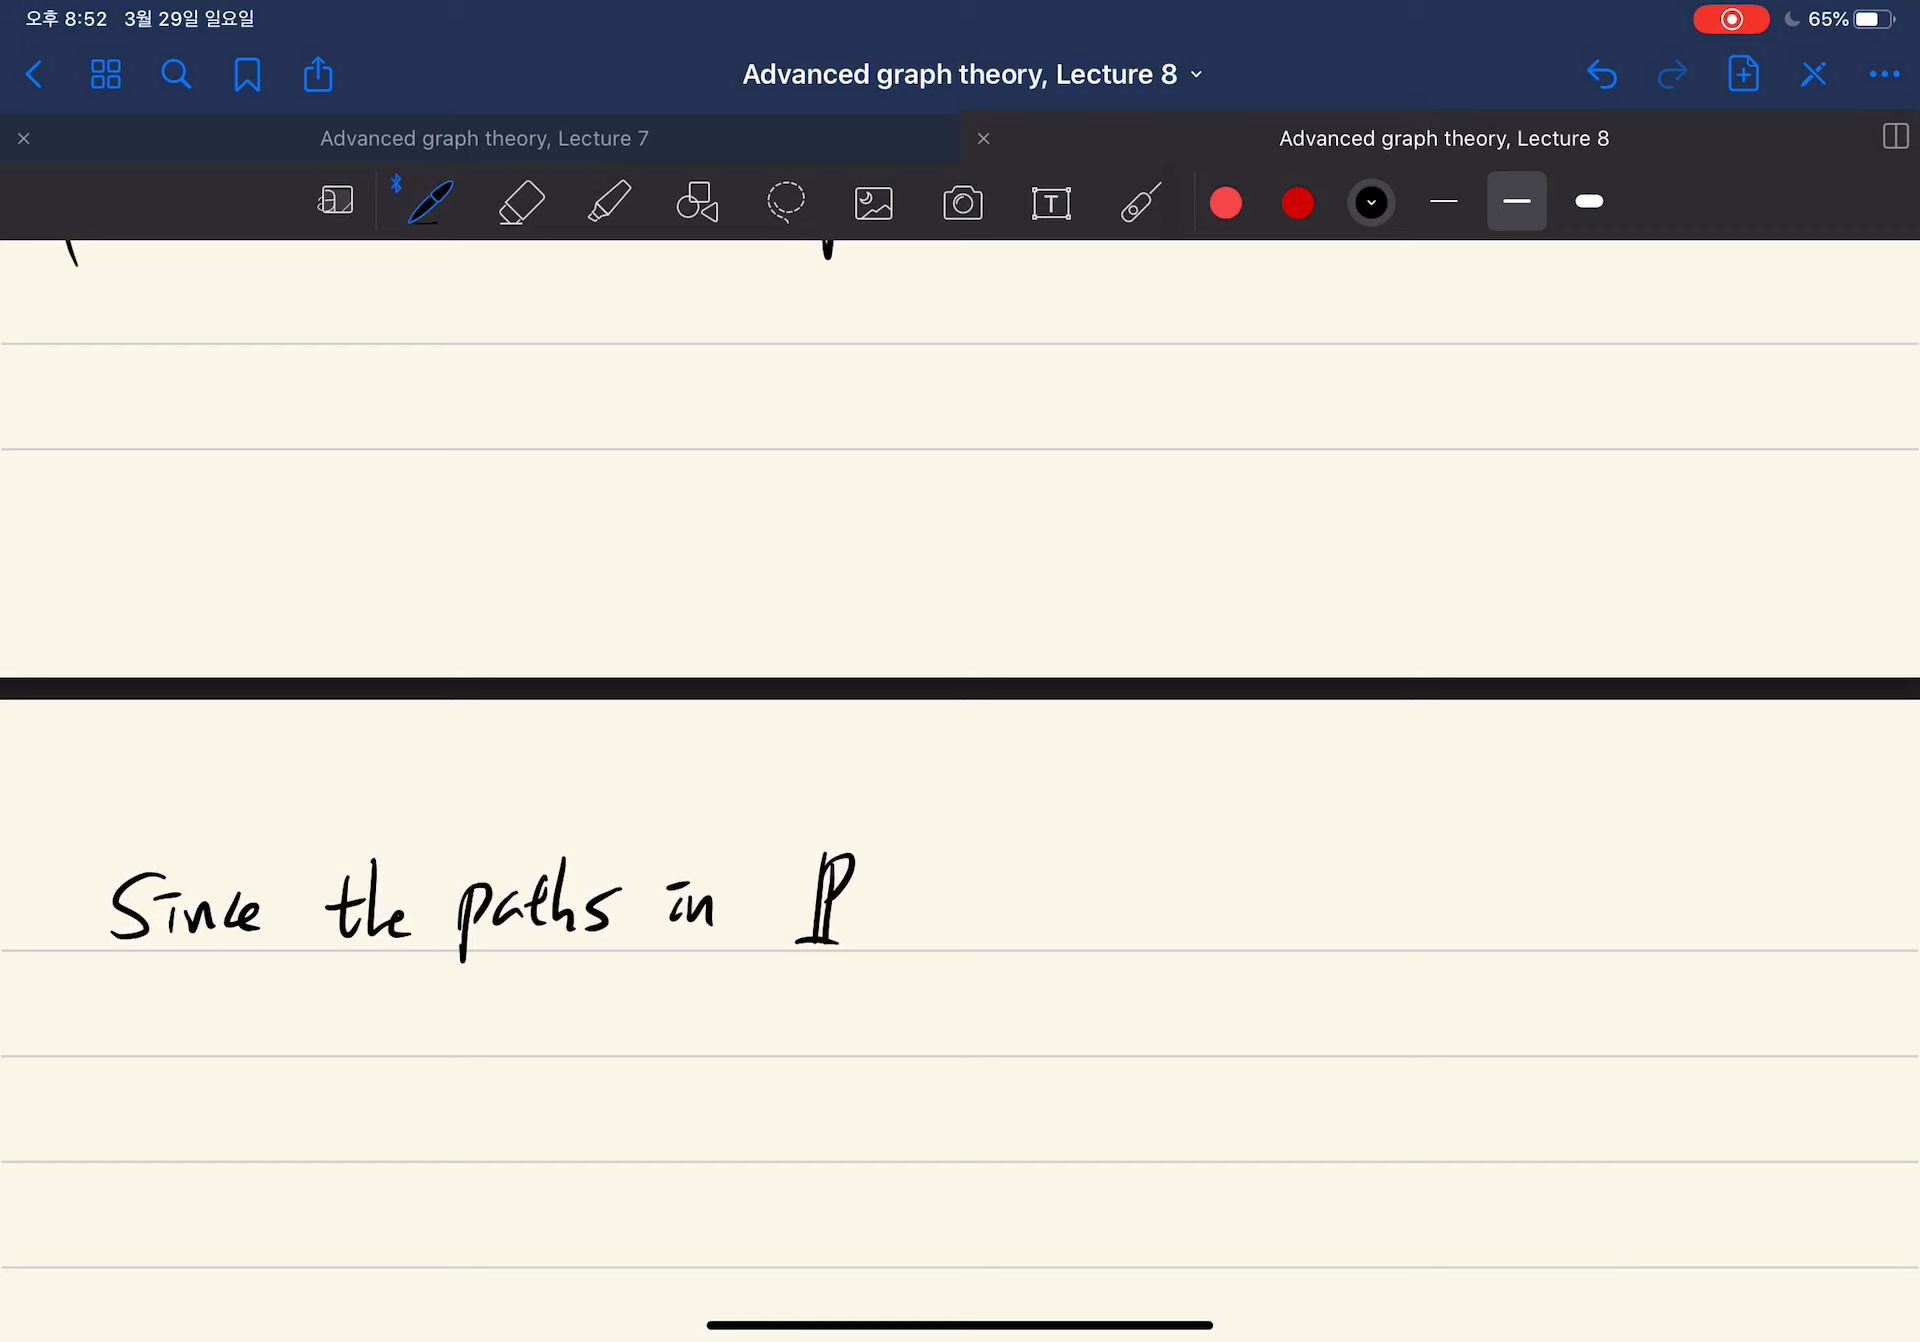 오후 8:52 3월 29일 일요일 65%
Advanced graph theory, Lecture 8
Advanced graph theory, Lecture 7 Advanced graph theory, Lecture 8
Since the paths in ℙ